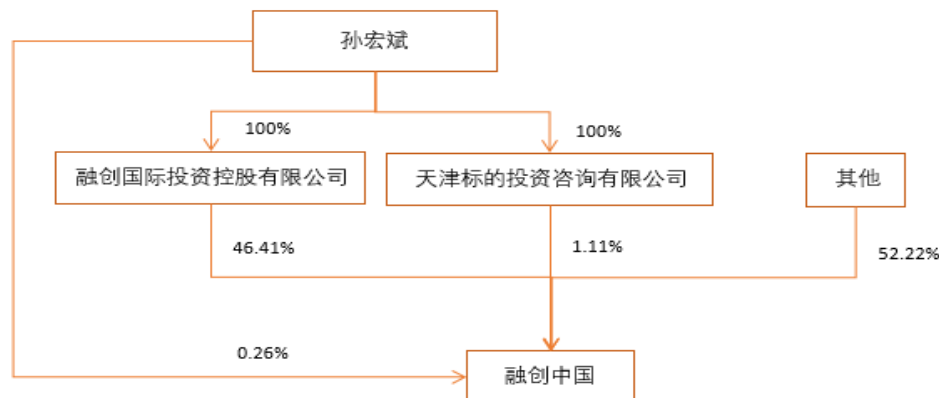 孙宏斌
100%
100%
融创国际投资控股有限公司
天津标的投资咨询有限公司
其他
46.41%
1.11%
52.22%
0.26%
融创中国